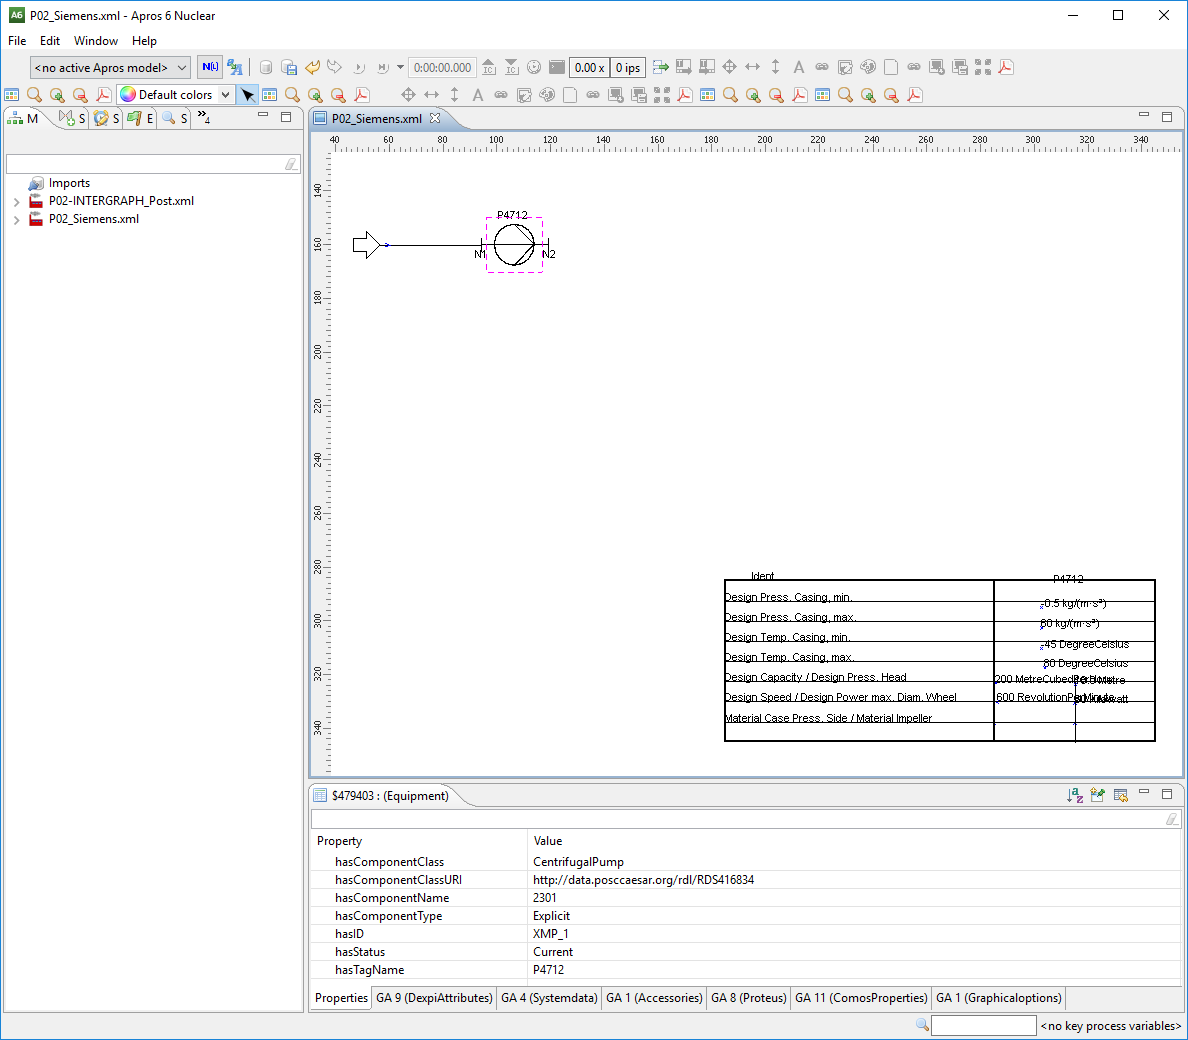 P02_Siemens.xml - Apros 6 Nuclear
File Edit Window Help
<no active Apros model> N(t) 0:00:00.000 IC IC 0.00 x 0 ips
Default colors
M S S E S »4
P02_Siemens.xml
40 60 80 100 120 140 160 180 200 220 240 260 280 300 320 340
Imports
P02-INTERGRAPH_Post.xml
P02_Siemens.xml
140
160
180
200
220
240
260
280
300
320
340
P4712
N1 N2
Ident P4712
Design Press. Casing, min. -0.5 kg/(m·s²)
Design Press. Casing, max. 60 kg/(m·s²)
Design Temp. Casing, min. -45 DegreeCelsius
Design Temp. Casing, max. 80 DegreeCelsius
Design Capacity / Design Press. Head 200 Metre
Design Speed / Design Power max. Diam. Wheel 600
Material Case Press. Side / Material Impeller
$479403 : (Equipment)
Property Value
hasComponentClass CentrifugalPump
hasComponentClassURI http://data.posccaesar.org/rdl/RDS416834
hasComponentName 2301
hasComponentType Explicit
hasID XMP_1
hasStatus Current
hasTagName P4712
Properties GA 9 (DexpiAttributes) GA 4 (Systemdata) GA 1 (Accessories) GA 8 (Proteus) GA 11 (ComosProperties) GA 1 (Graphicaloptions)
<no key process variables>